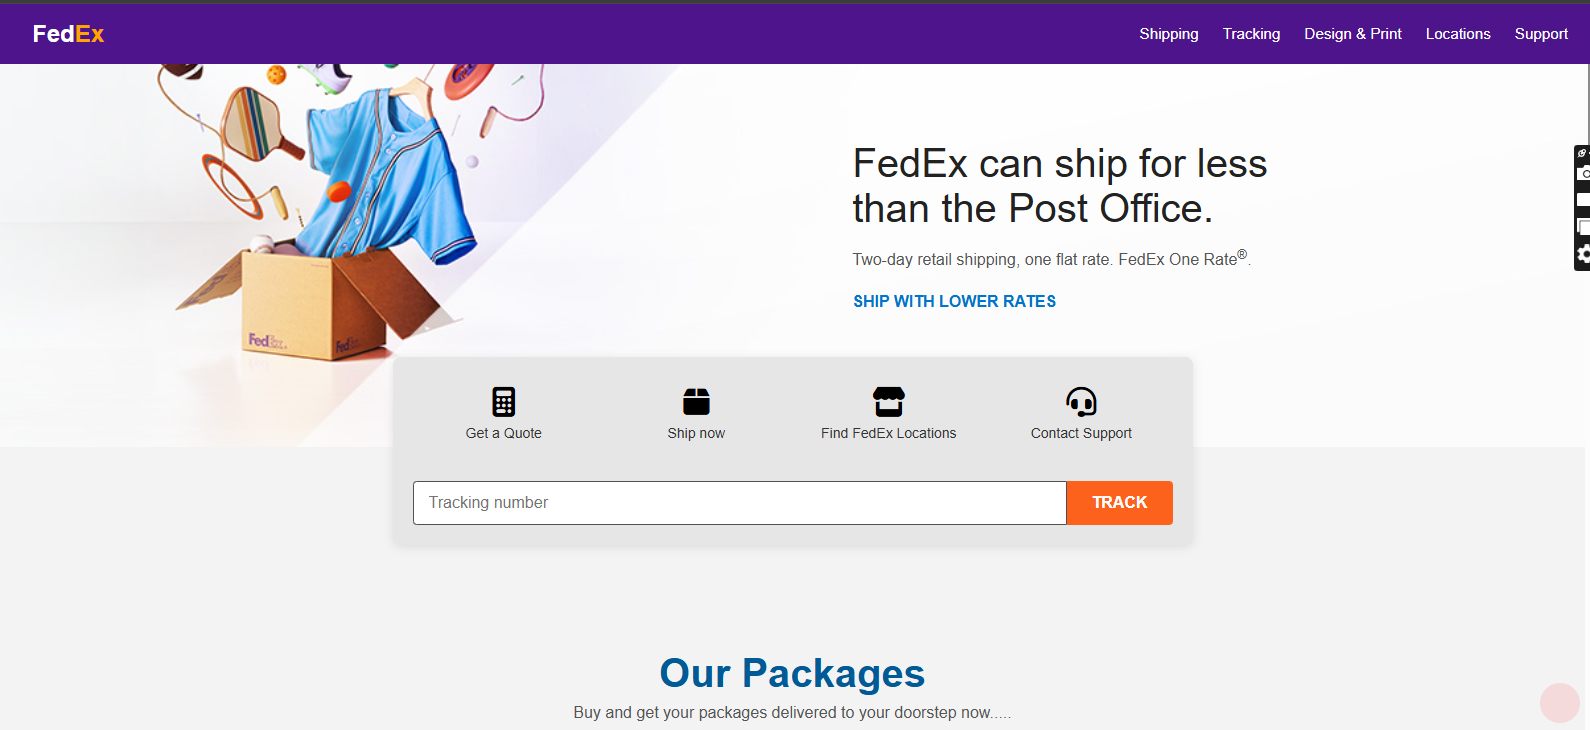 FedEx
Shipping
Tracking
Design & Print
Locations
Support
FedEx can ship for less
than the Post Office.
Two-day retail shipping, one flat rate. FedEx One Rate®.
SHIP WITH LOWER RATES
FedEx
FedEx
Get a Quote
Ship now
Find FedEx Locations
Contact Support
Tracking number
TRACK
Our Packages
Buy and get your packages delivered to your doorstep now.....